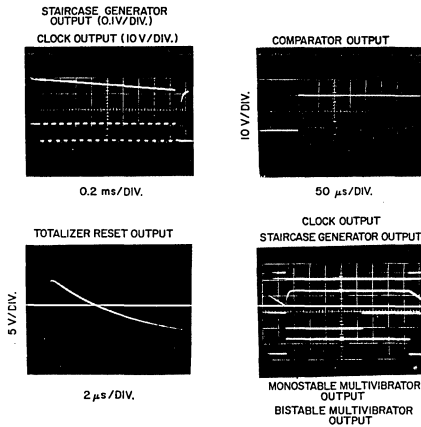 STAIRCASE GENERATOR
OUTPUT (0.1V/DIV.)
CLOCK OUTPUT (10 V/DIV.)
0.2 ms/DIV.
COMPARATOR OUTPUT
10 V/DIV.
50 µs/DIV.
TOTALIZER RESET OUTPUT
5 V/DIV.
2 µs/DIV.
CLOCK OUTPUT
STAIRCASE GENERATOR OUTPUT
MONOSTABLE MULTIVIBRATOR
OUTPUT
BISTABLE MULTIVIBRATOR
OUTPUT